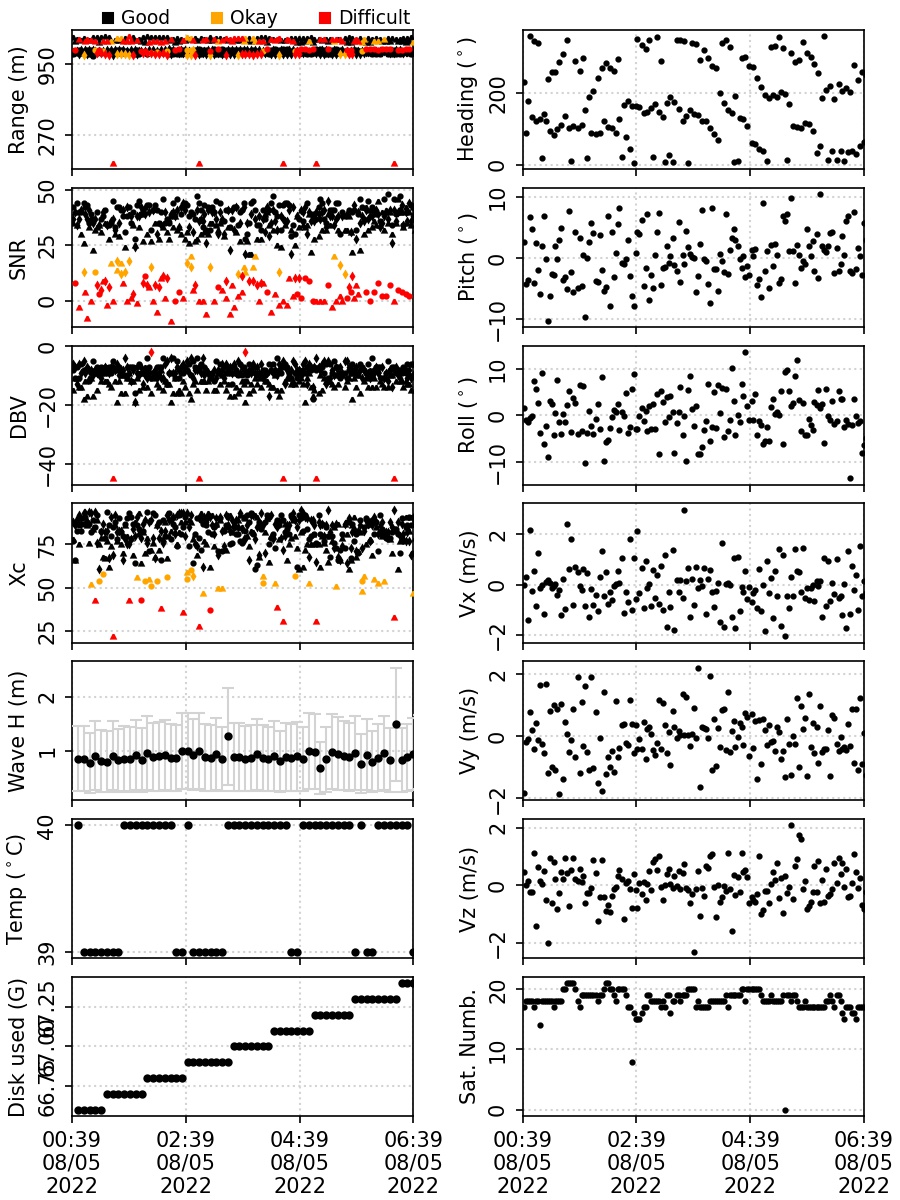 Good Okay Difficult
Range (m)
950
270
Heading (°)
200
0
SNR
50
25
0
Pitch (°)
10
0
−10
DBV
0
−20
−40
Roll (°)
10
0
−10
Xc
75
50
25
Vx (m/s)
2
0
−2
Wave H (m)
2
1
Vy (m/s)
2
0
−2
Temp (°C)
40
39
Vz (m/s)
2
0
−2
Disk used (G)
67.25
67.00
66.75
Sat. Numb.
20
10
0
00:39 02:39 04:39 06:39
08/05 08/05 08/05 08/05
2022 2022 2022 2022
00:39 02:39 04:39 06:39
08/05 08/05 08/05 08/05
2022 2022 2022 2022